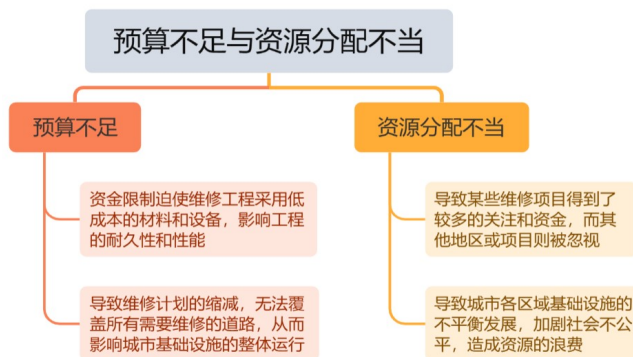 预算不足与资源分配不当
预算不足
资源分配不当
资金限制迫使维修工程采用低
成本的材料和设备，影响工程
的耐久性和性能
导致某些维修项目得到了
较多的关注和资金，而其
他地区或项目则被忽视
导致维修计划的缩减，无法覆
盖所有需要维修的道路，从而
影响城市基础设施的整体运行
导致城市各区域基础设施的
不平衡发展，加剧社会不公
平，造成资源的浪费